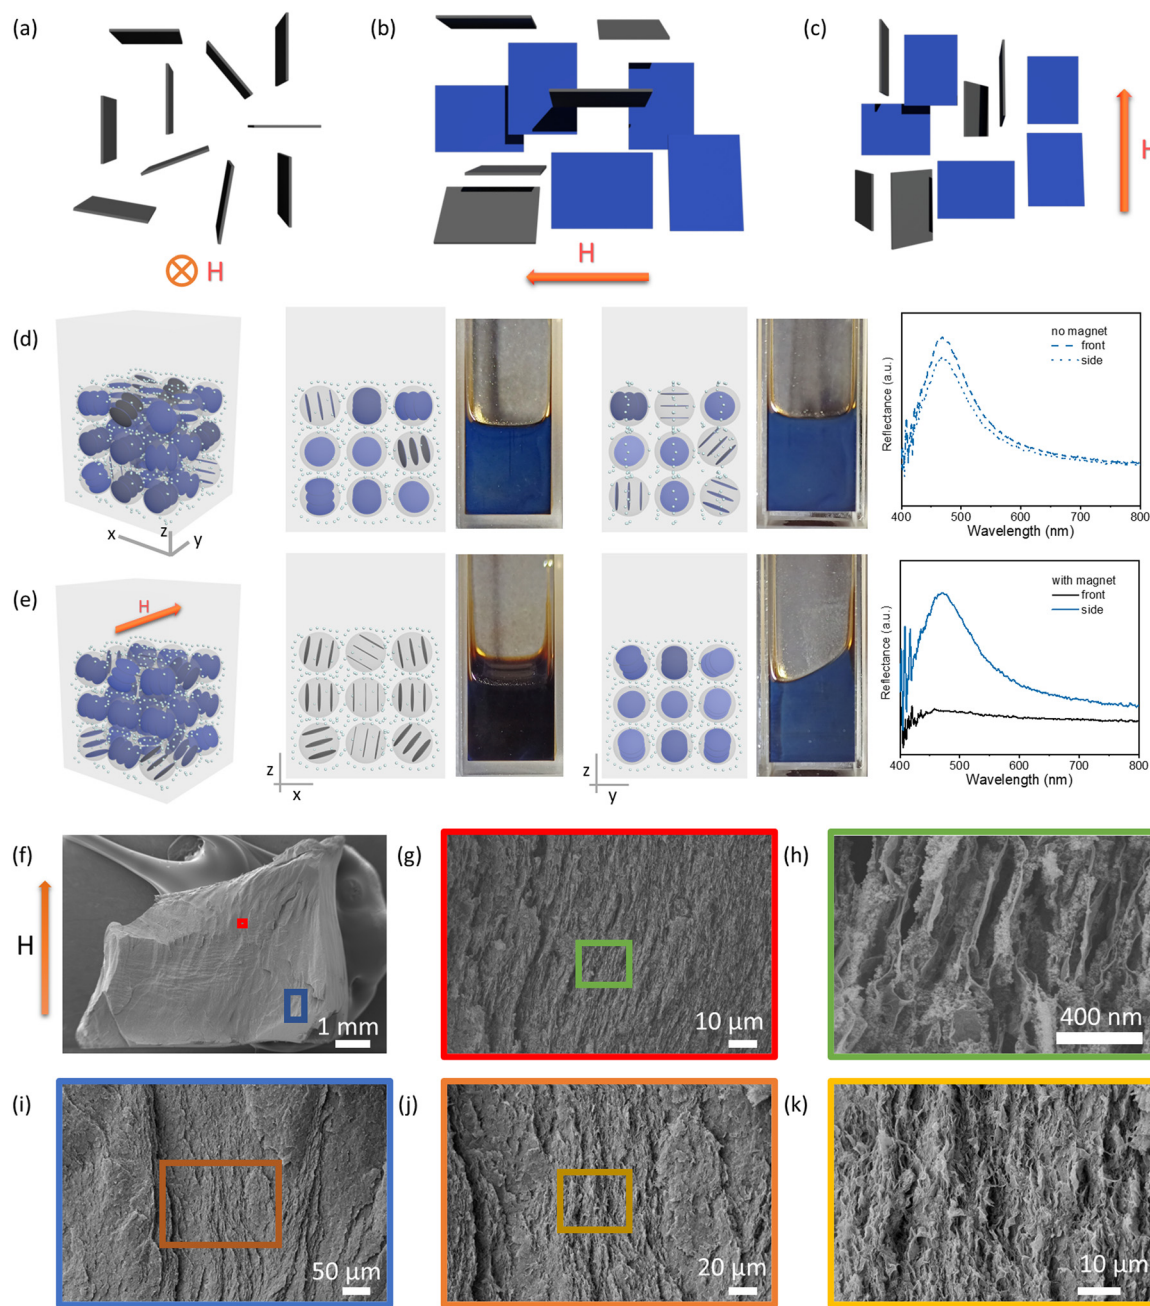 (a)
(b)
(c)
H
H
H
(d)
x
z
y
no magnet
front
side
Reflectance (a.u.)
400 500 600 700 800
Wavelength (nm)
(e)
H
z
x
z
y
with magnet
front
side
Reflectance (a.u.)
400 500 600 700 800
Wavelength (nm)
(f)
H
1 mm
(g)
10 µm
(h)
400 nm
(i)
50 µm
(j)
20 µm
(k)
10 µm